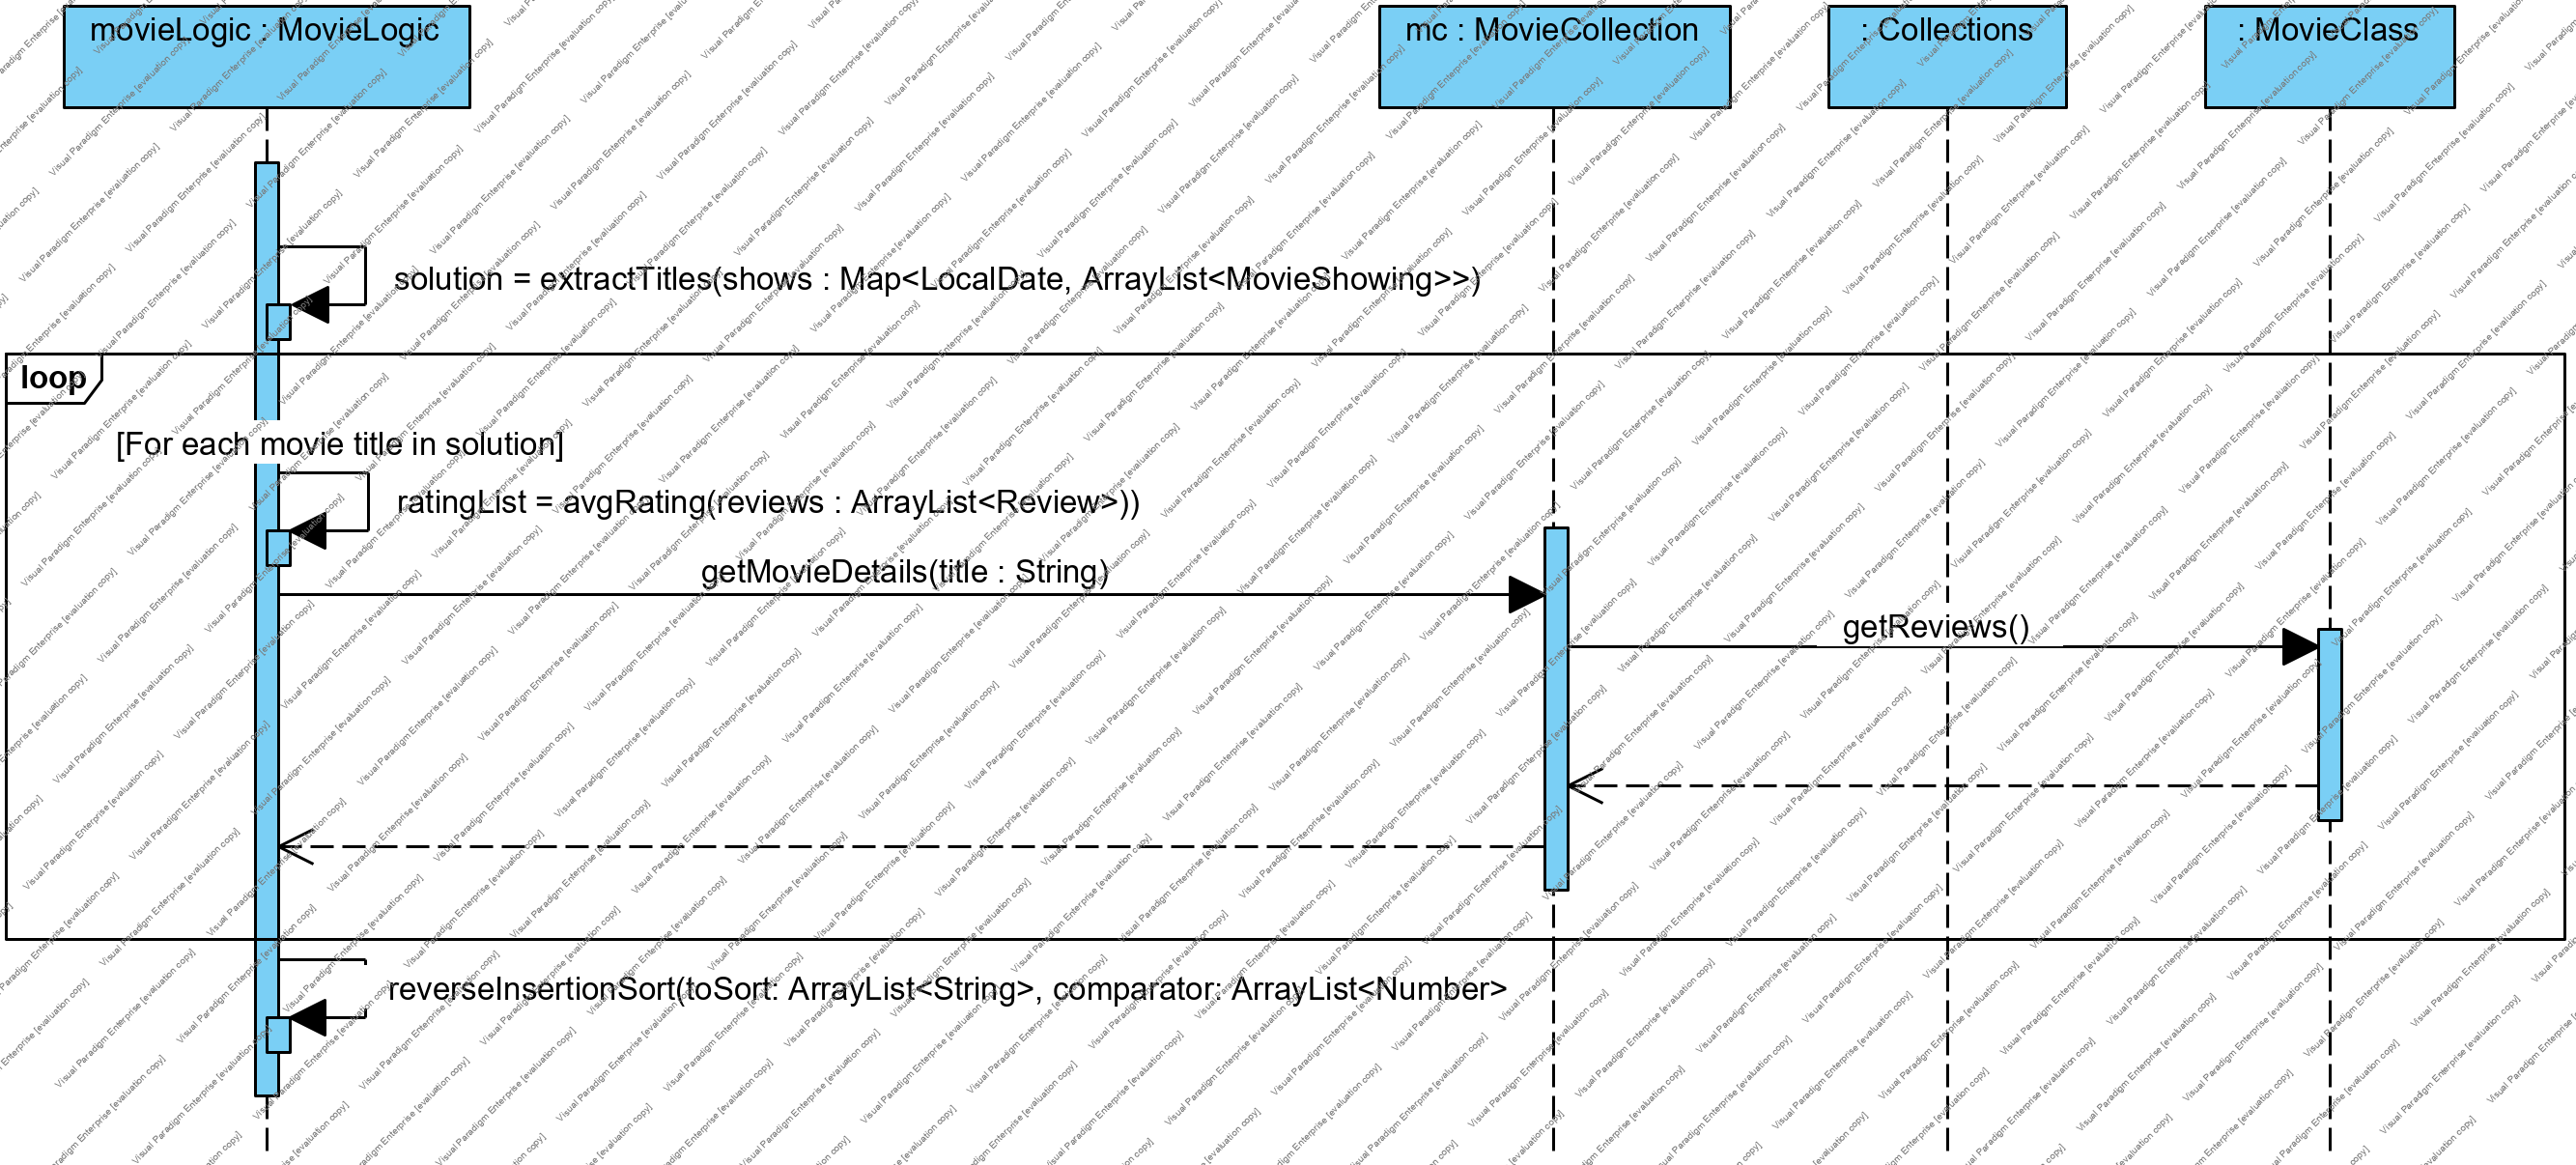 movieLogic : MovieLogic
mc : MovieCollection
: Collections
: MovieClass
solution = extractTitles(shows : Map<LocalDate, ArrayList<MovieShowing>>)
loop
[For each movie title in solution]
ratingList = avgRating(reviews : ArrayList<Review>))
getMovieDetails(title : String)
getReviews()
reverseInsertionSort(toSort: ArrayList<String>, comparator: ArrayList<Number>
Visual Paradigm Enterprise [evaluation copy]